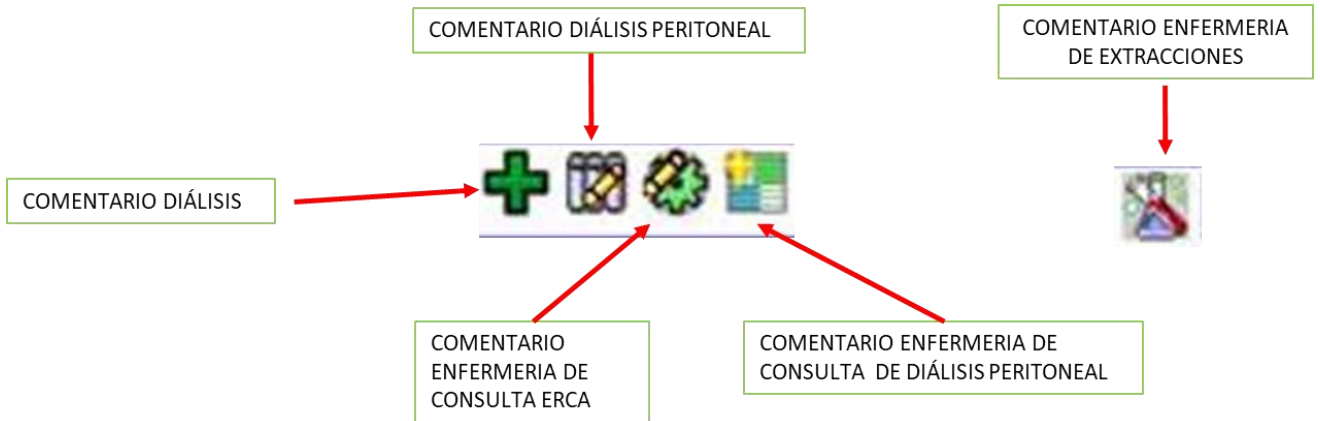 COMENTARIO DIÁLISIS PERITONEAL
COMENTARIO ENFERMERIA
DE EXTRACCIONES
COMENTARIO DIÁLISIS
COMENTARIO
ENFERMERIA DE
CONSULTA ERCA
COMENTARIO ENFERMERIA DE
CONSULTA  DE DIÁLISIS PERITONEAL